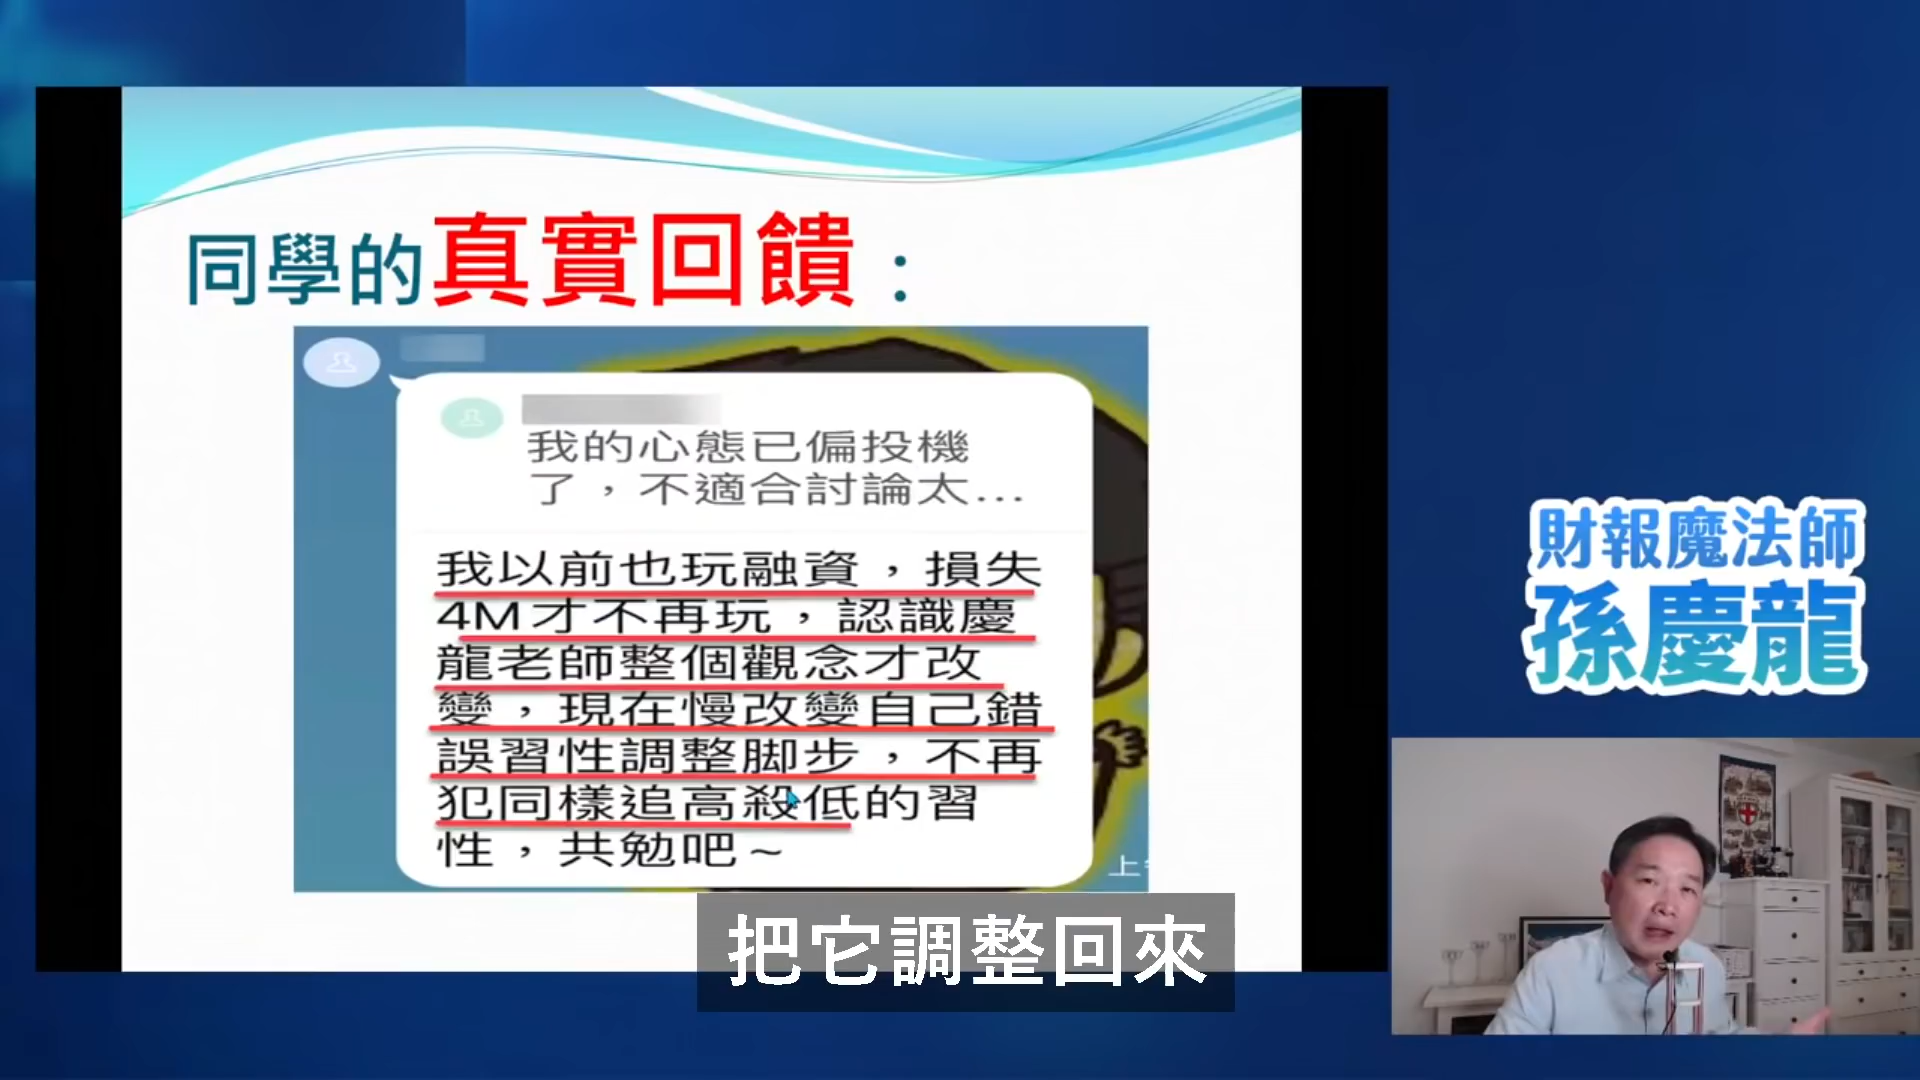 同學的真實回饋：
我的心態已偏投機
了，不適合討論太...
我以前也玩融資，損失
4M才不再玩，認識慶
龍老師整個觀念才改
變，現在慢改變自己錯
誤習性調整脚步，不再
犯同樣追高殺低的習
性，共勉吧~
上
把它調整回來
財報魔法師
孫慶龍